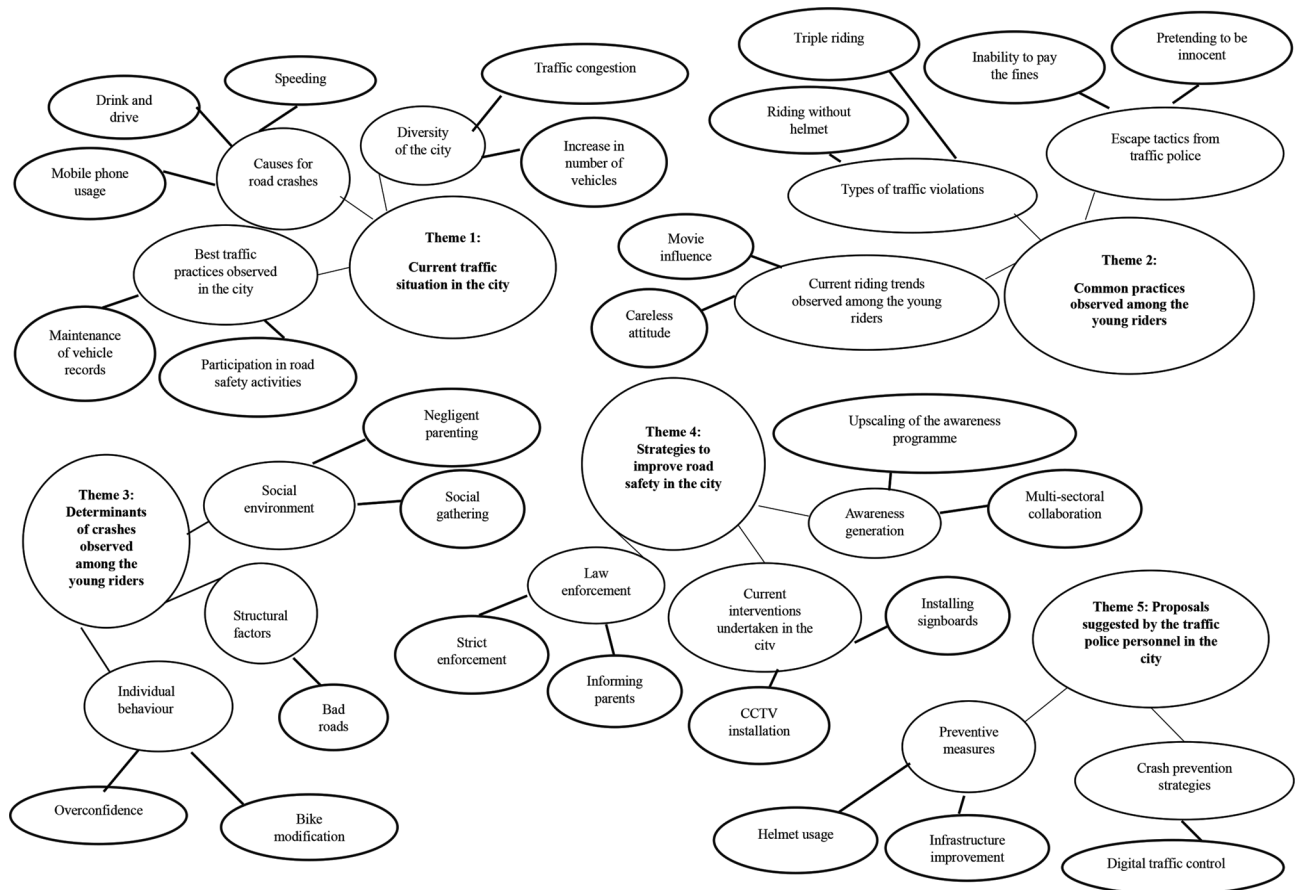 Triple riding
Pretending to be
innocent
Inability to pay
the fines
Speeding
Traffic congestion
Drink and
drive
Riding without
helmet
Diversity
of the city
Escape tactics from
traffic police
Causes for
road crashes
Increase in
number of
vehicles
Mobile phone
usage
Types of traffic violations
Theme 1:
Current traffic
situation in the city
Movie
influence
Best traffic
practices observed
in the city
Theme 2:
Common practices
observed among the
young riders
Current riding trends
observed among the young
riders
Careless
attitude
Maintenance
of vehicle
records
Participation in road
safety activities
Negligent
parenting
Theme 4:
Strategies to
improve road
safety in the city
Upscaling of the awareness
programme
Theme 3:
Determinants
of crashes
observed
among the
young riders
Social
environment
Social
gathering
Awareness
generation
Multi-sectoral
collaboration
Law
enforcement
Current
interventions
undertaken in the
city
Installing
signboards
Structural
factors
Theme 5: Proposals
suggested by the traffic
police personnel in the
city
Strict
enforcement
Informing
parents
Individual
behaviour
Bad
roads
CCTV
installation
Preventive
measures
Crash prevention
strategies
Overconfidence
Bike
modification
Helmet usage
Infrastructure
improvement
Digital traffic control